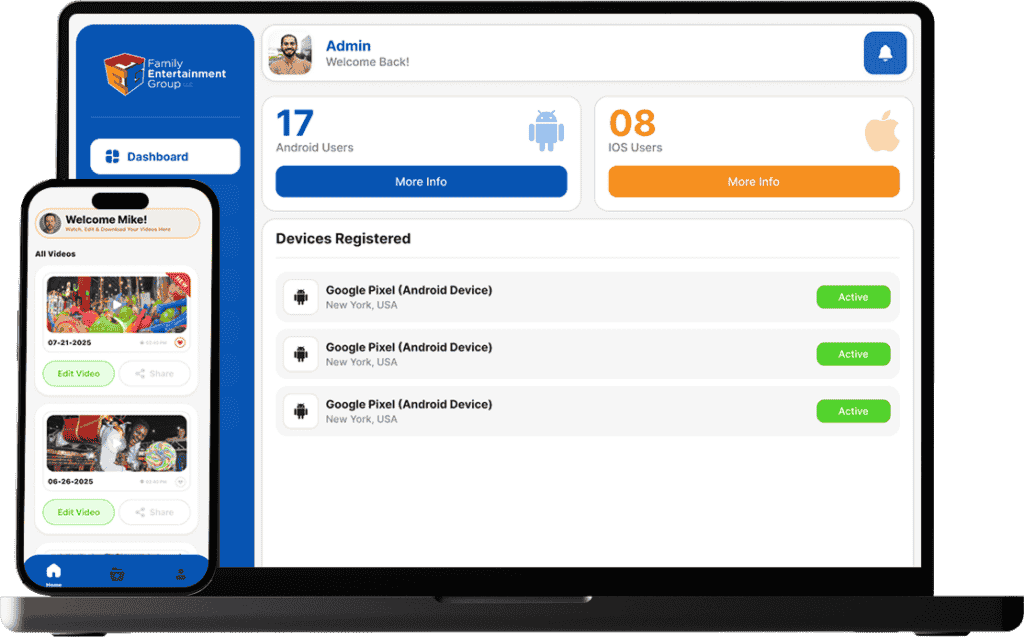 Family
Entertainment
Group LLC
Dashboard
Admin
Welcome Back!
17
Android Users
More Info
08
IOS Users
More Info
Devices Registered
Google Pixel (Android Device)
New York, USA
Active
Google Pixel (Android Device)
New York, USA
Active
Google Pixel (Android Device)
New York, USA
Active
Welcome Mike!
Watch, Edit & Download Your Videos Here
All Videos
NEW
07-21-2025
Edit Video
Share
06-26-2025
Edit Video
Share
Home